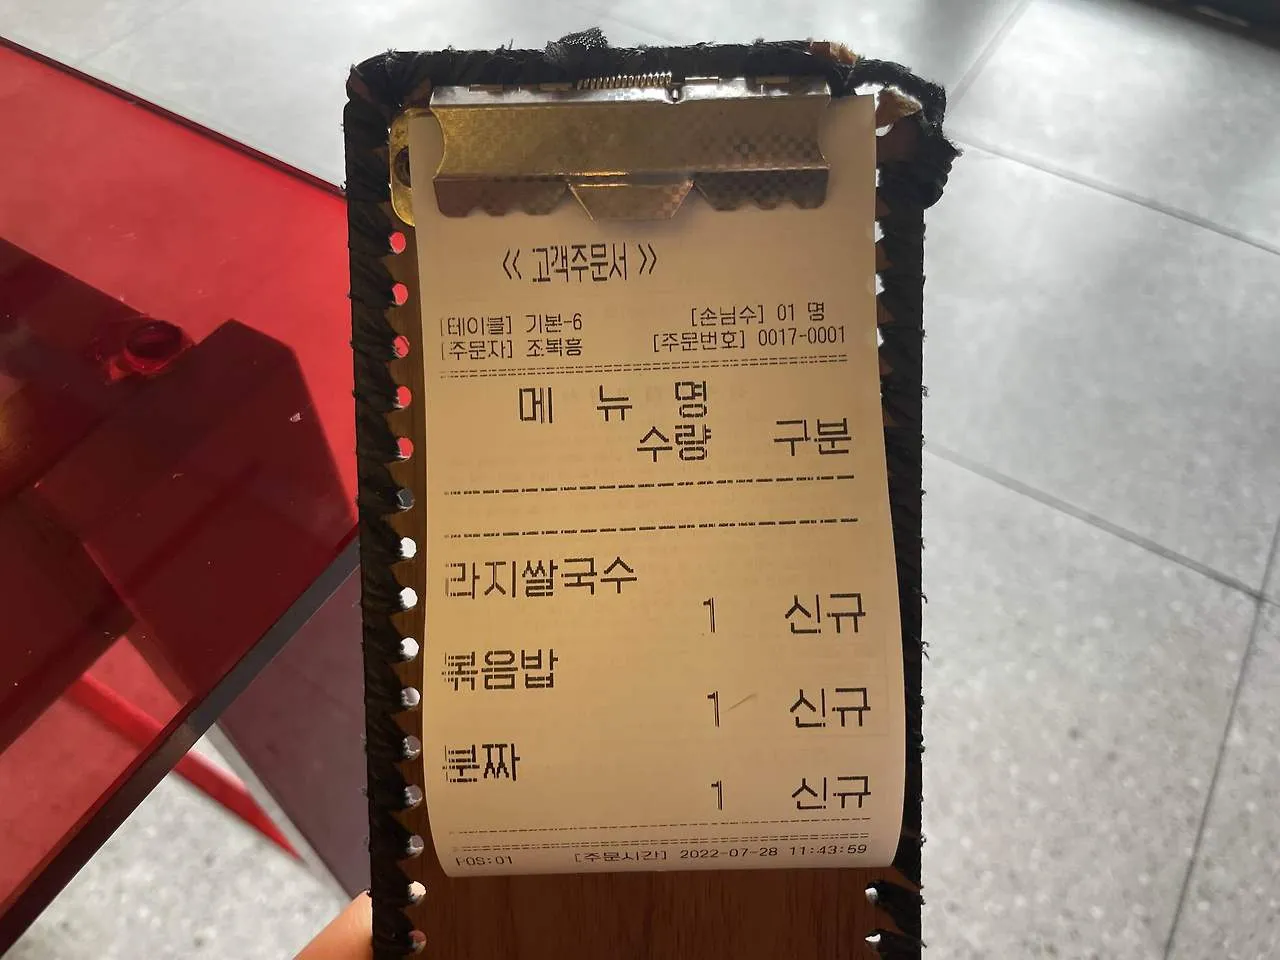 《 고객주문서 》
[테이블] 기본-6 [손님수] 01 명
[주문자] 조복흥 [주문번호] 0017-0001
메 뉴 명
수량 구분
라지쌀국수
1 신규
볶음밥
1 신규
분짜
1 신규
POS:01 [주문시간] 2022-07-28 11:43:59